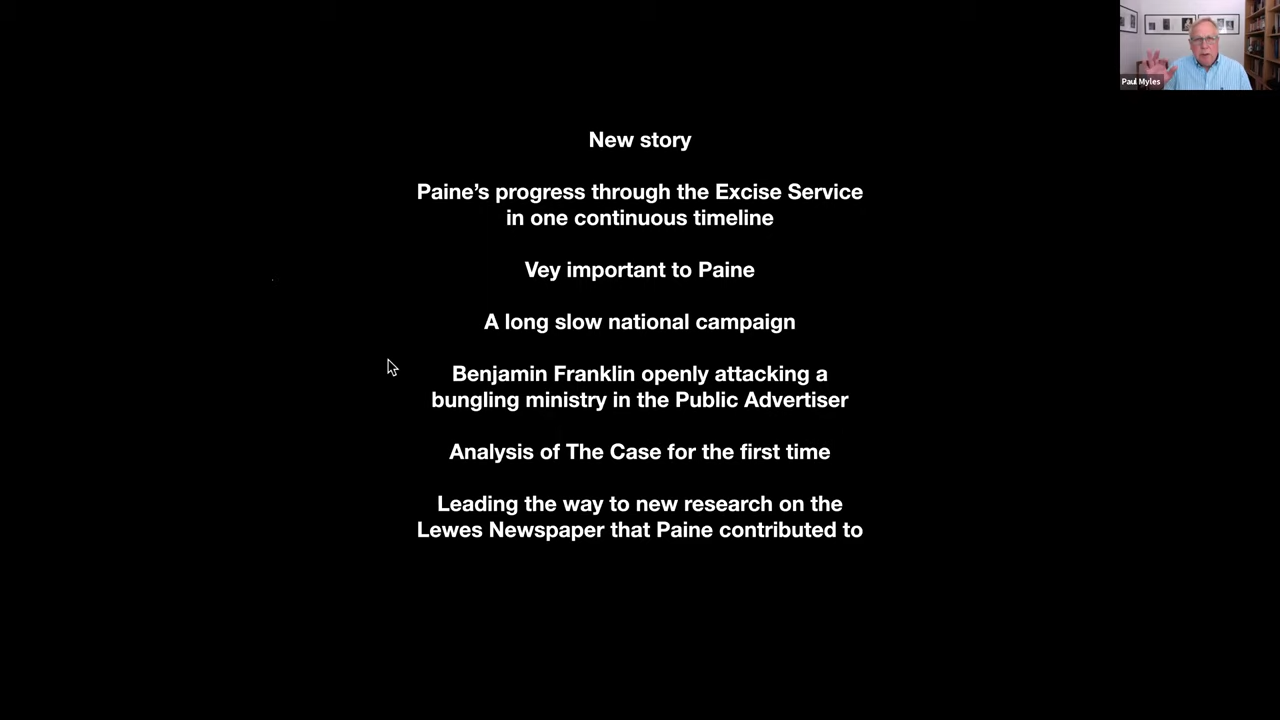 Paul Myles
New story
Paine’s progress through the Excise Service
in one continuous timeline
Vey important to Paine
A long slow national campaign
Benjamin Franklin openly attacking a
bungling ministry in the Public Advertiser
Analysis of The Case for the first time
Leading the way to new research on the
Lewes Newspaper that Paine contributed to